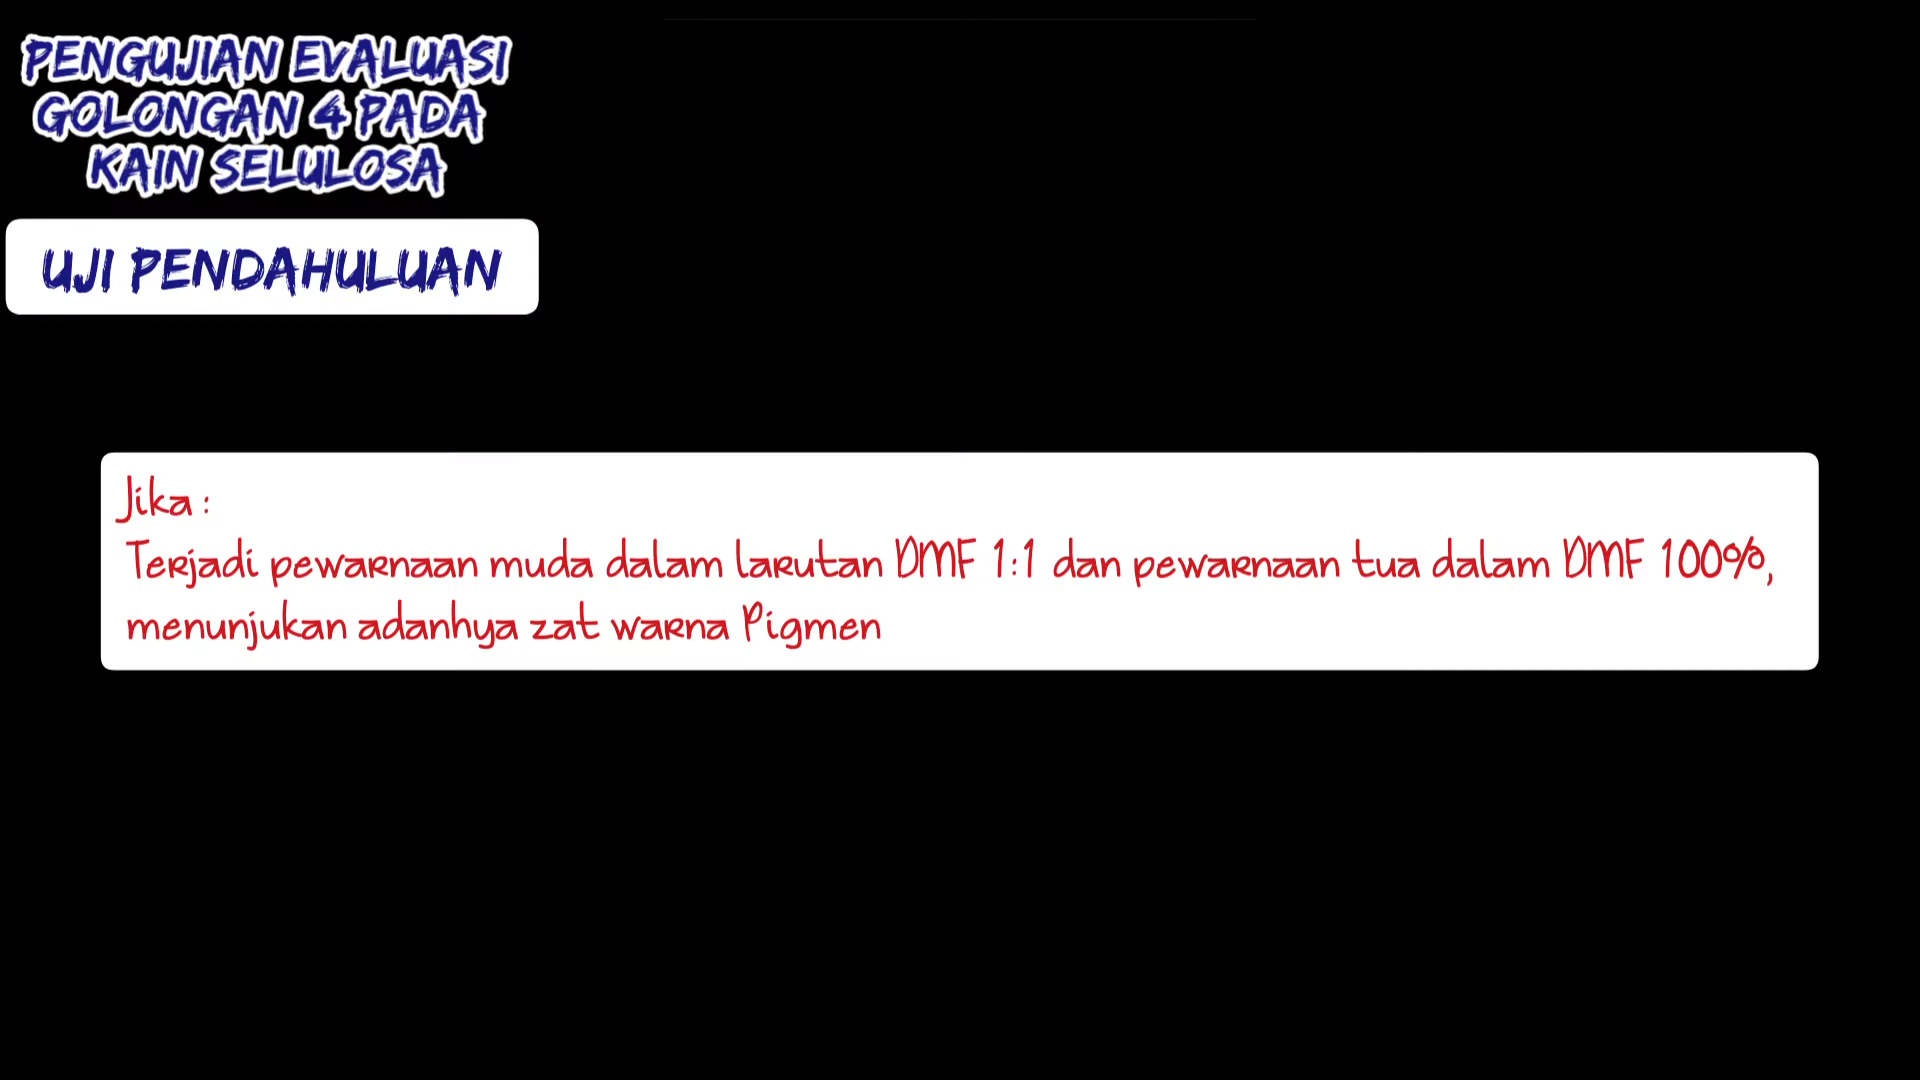 PENGUJIAN EVALUASI
GOLONGAN 4 PADA
KAIN SELULOSA
UJI PENDAHULUAN
Jika :
Terjadi pewarnaan muda dalam larutan DMF 1:1 dan pewarnaan tua dalam DMF 100%,
menunjukan adanhya zat warna Pigmen